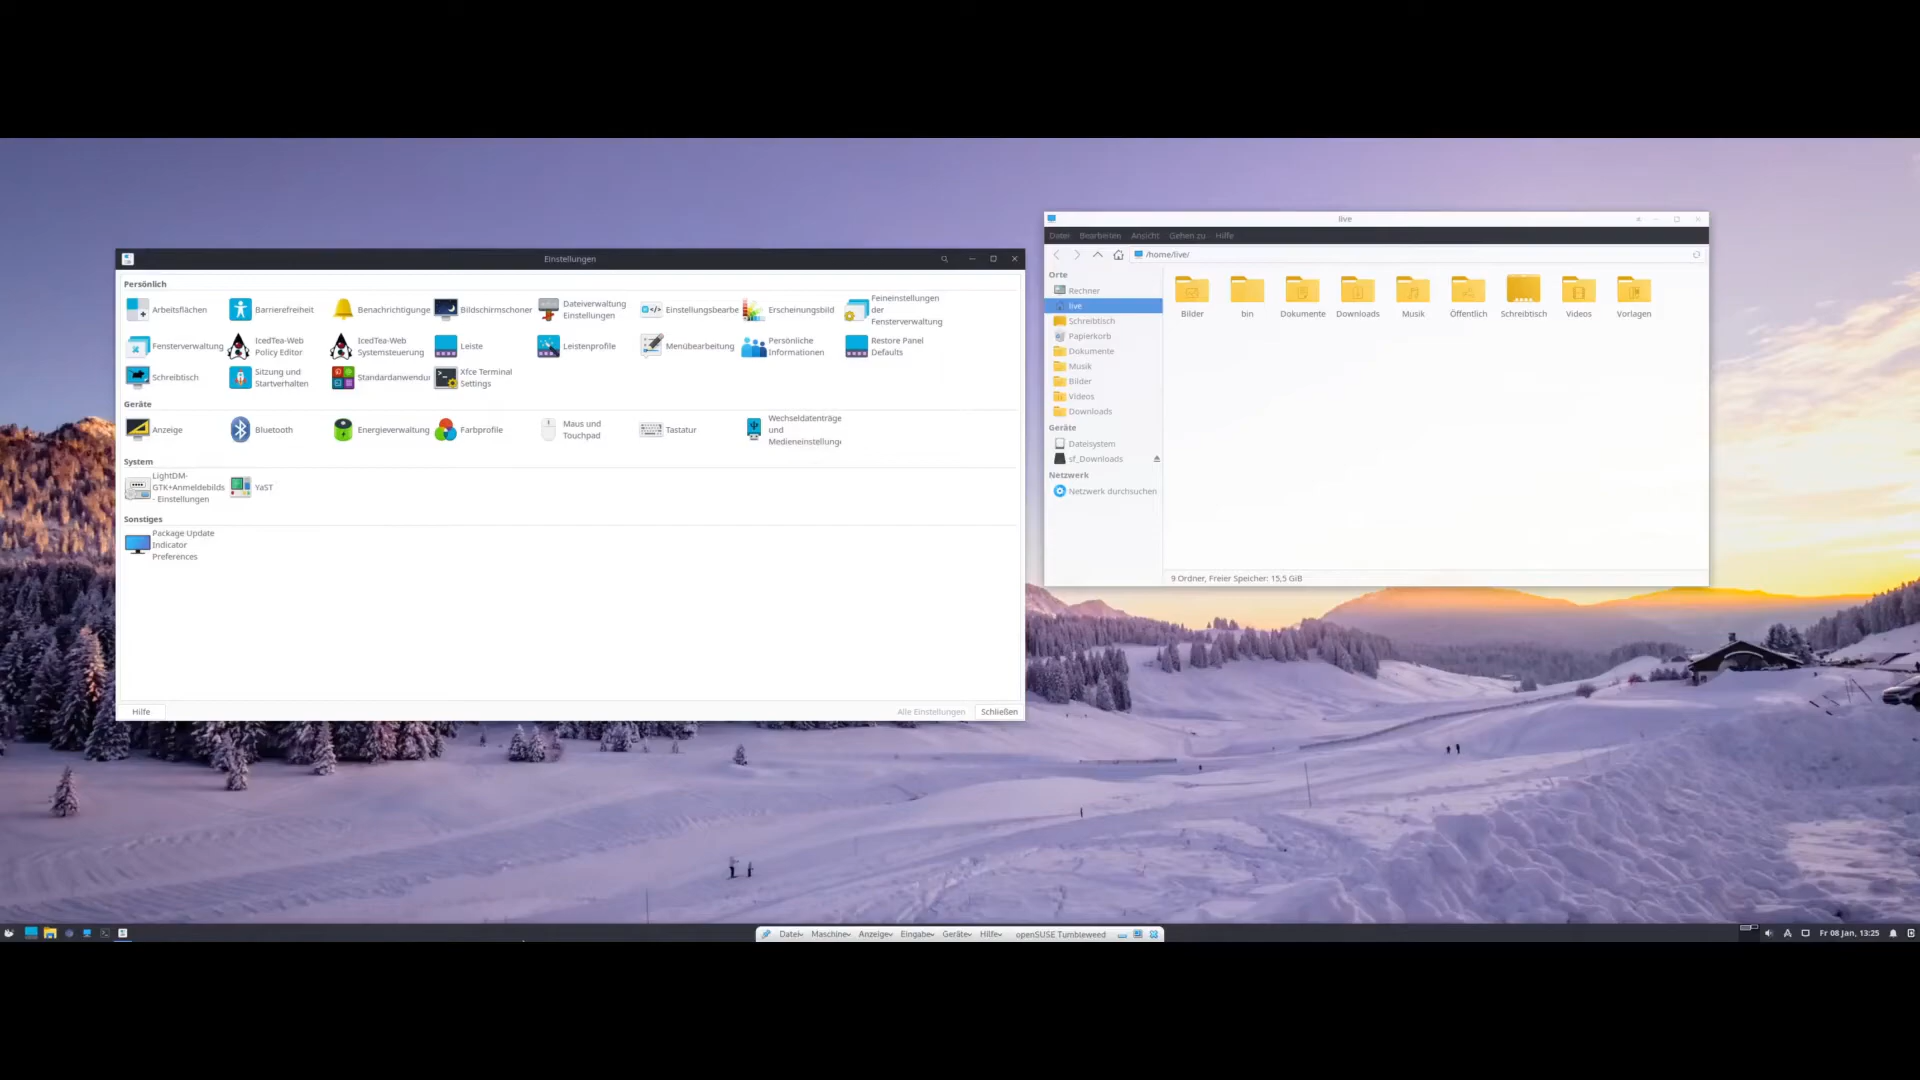 Einstellungen
Persönlich
Arbeitsflächen
Barrierefreiheit
Benachrichtigunge
Bildschirmschoner
Dateiverwaltung
Einstellungen
Einstellungsbearbe
Erscheinungsbild
Feineinstellungen
der
Fensterverwaltung
Fensterverwaltung
IcedTea-Web
Policy Editor
IcedTea-Web
Systemsteuerung
Leiste
Leistenprofile
Menübearbeitung
Persönliche
Informationen
Restore Panel
Defaults
Schreibtisch
Sitzung und
Startverhalten
Standardanwendu
Xfce Terminal
Settings
Geräte
Anzeige
Bluetooth
Energieverwaltung
Farbprofile
Maus und
Touchpad
Tastatur
Wechseldatenträge
und
Medieneinstellung
System
LightDM-
GTK+Anmeldebilds
- Einstellungen
YaST
Sonstiges
Package Update
Indicator
Preferences
Hilfe
Alle Einstellungen
Schließen
live
Datei Bearbeiten Ansicht Gehen zu Hilfe
/home/live/
Orte
Rechner
live
Schreibtisch
Papierkorb
Dokumente
Musik
Bilder
Videos
Downloads
Geräte
Dateisystem
sf_Downloads
Netzwerk
Netzwerk durchsuchen
Bilder
bin
Dokumente
Downloads
Musik
Öffentlich
Schreibtisch
Videos
Vorlagen
9 Ordner, Freier Speicher: 15,5 GiB
Datei Maschine Anzeige Eingabe Geräte Hilfe openSUSE Tumbleweed
Fr 08 Jan, 13:25